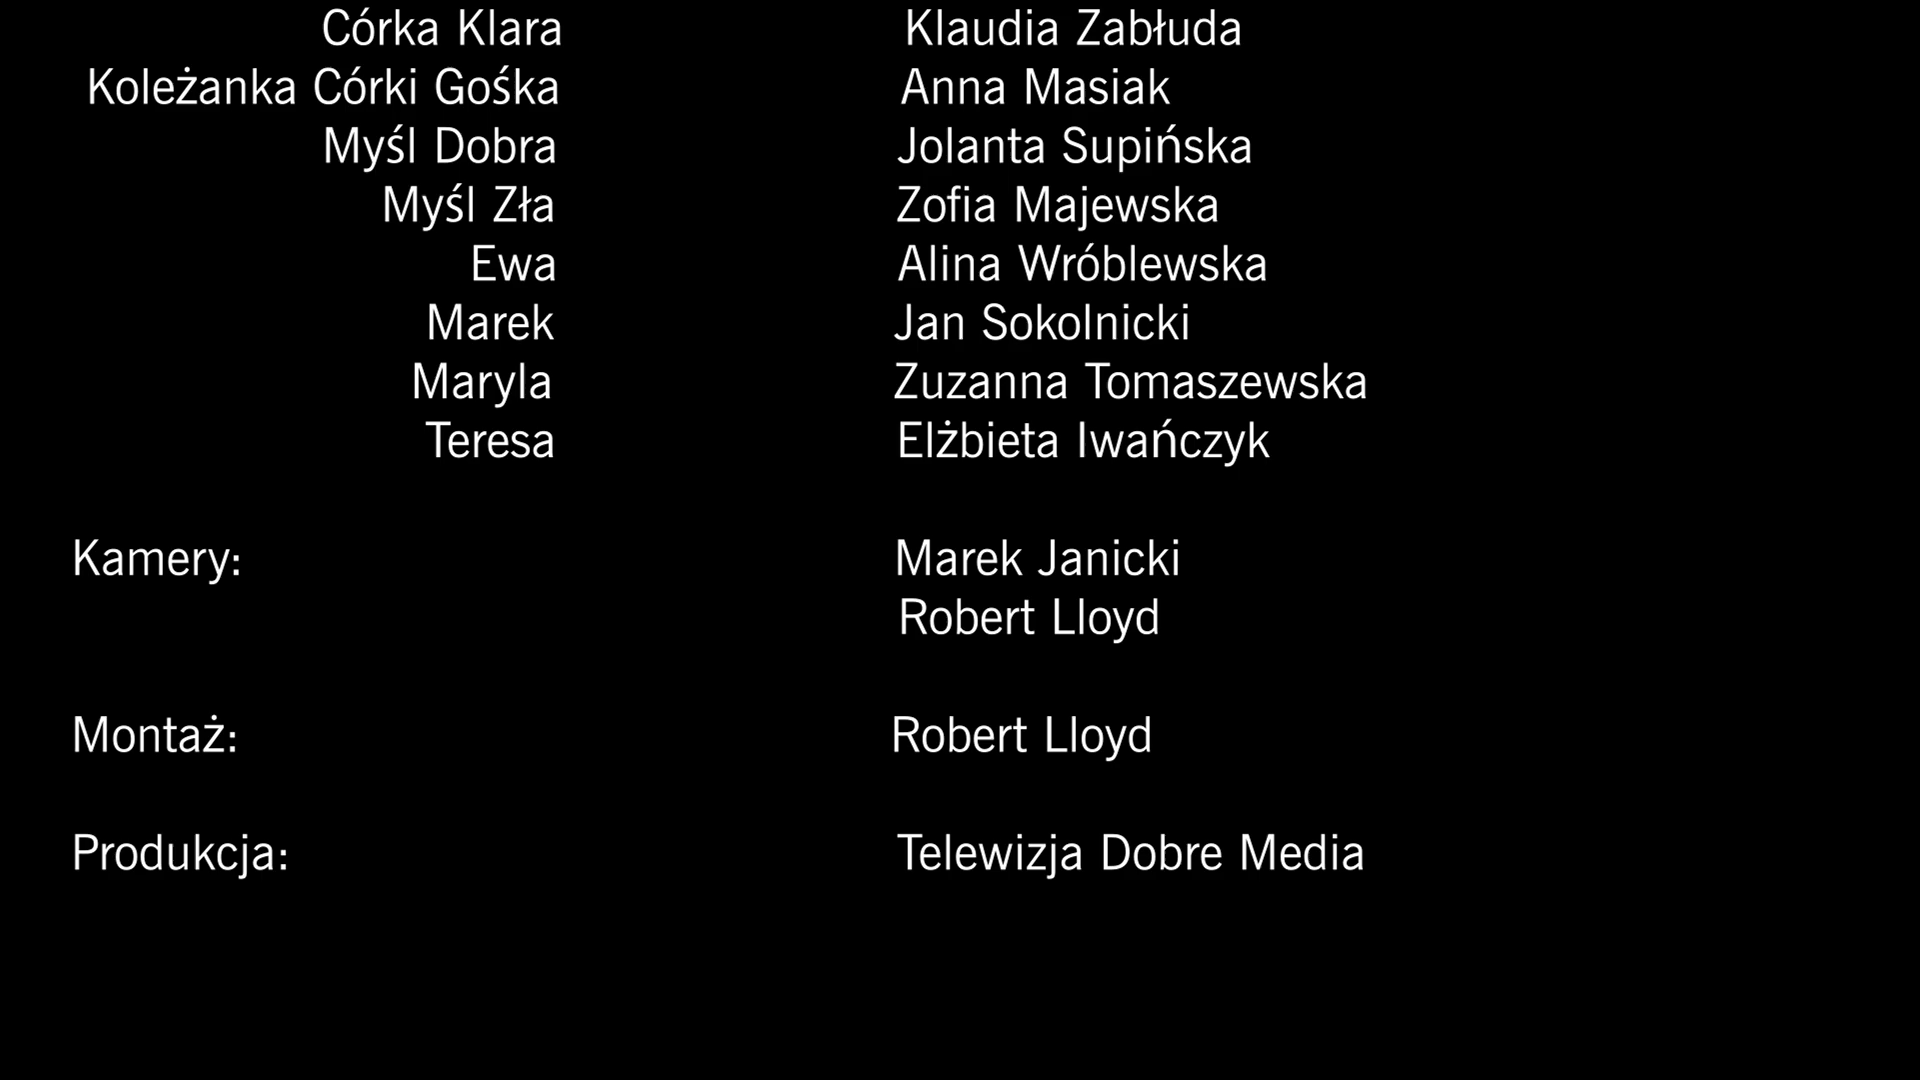 Córka Klara Klaudia Zabłuda
Koleżanka Córki Gośka Anna Masiak
Myśl Dobra Jolanta Supińska
Myśl Zła Zofia Majewska
Ewa Alina Wróblewska
Marek Jan Sokolnicki
Maryla Zuzanna Tomaszewska
Teresa Elżbieta Iwańczyk
Kamery: Marek Janicki
Robert Lloyd
Montaż: Robert Lloyd
Produkcja: Telewizja Dobre Media